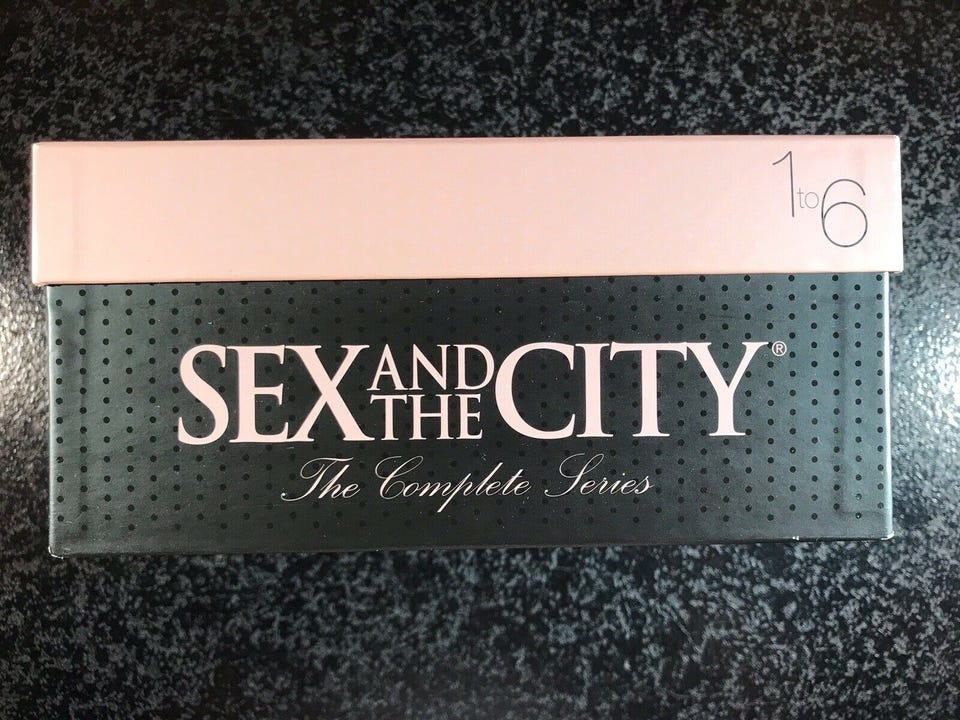 1 to 6
SEX AND THE CITY®
The Complete Series